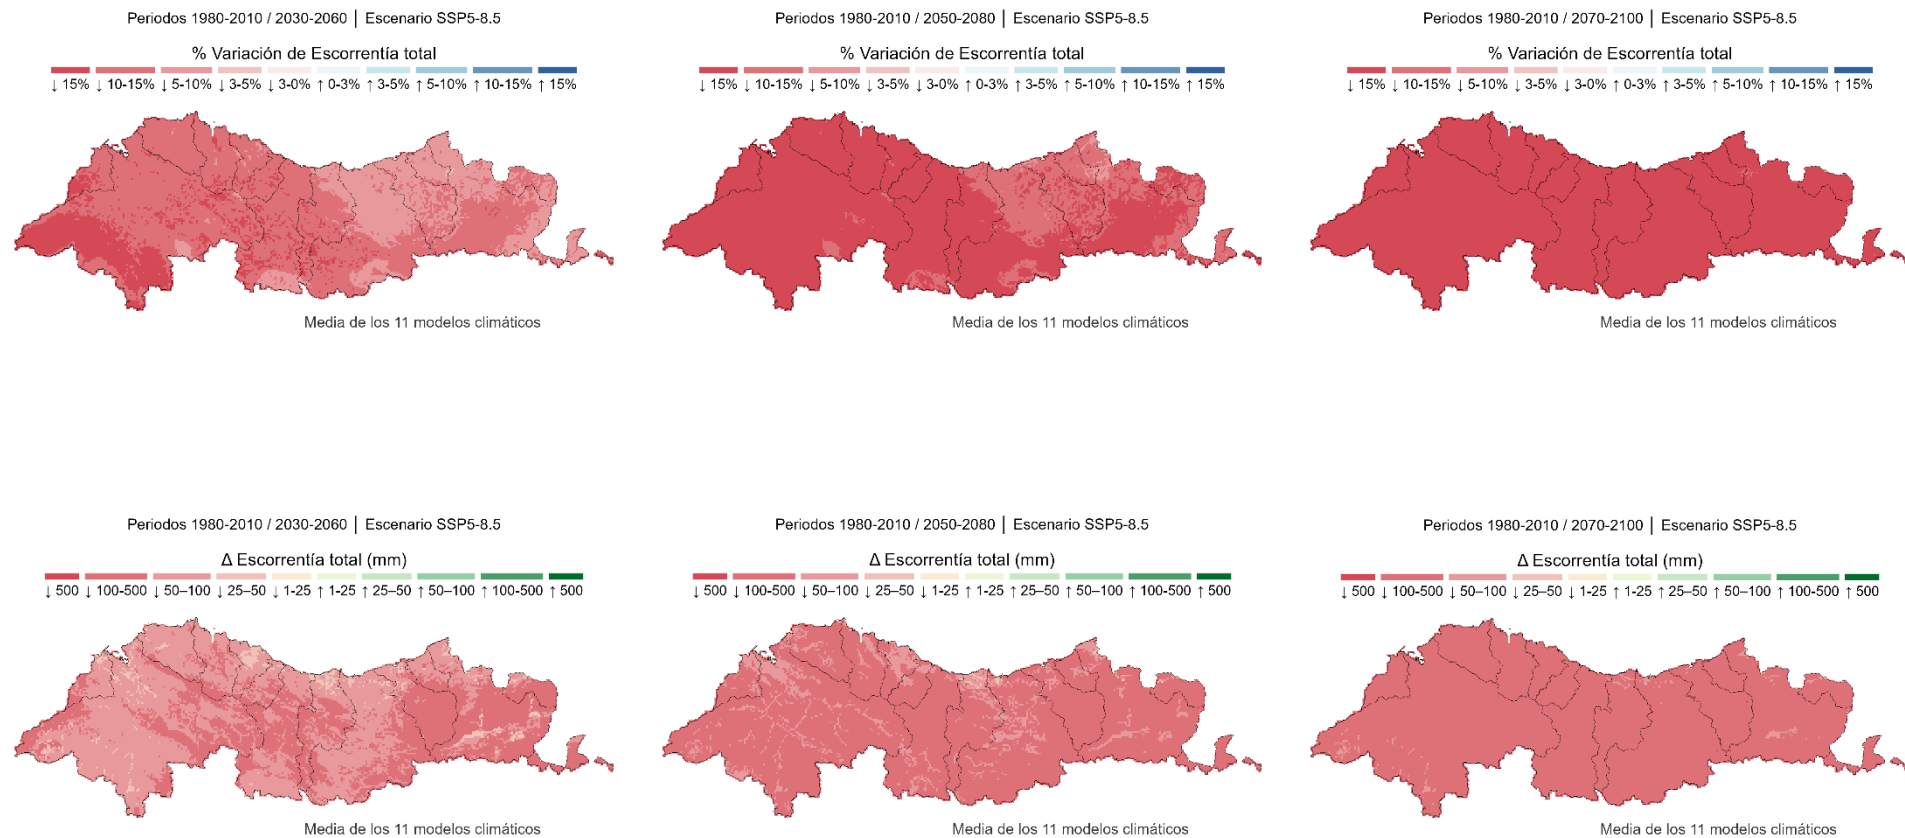 Periodos 1980-2010 / 2030-2060 | Escenario SSP5-8.5
% Variación de Escorrentía total
↓ 15% ↓ 10-15% ↓ 5-10% ↓ 3-5% ↓ 3-0% ↑ 0-3% ↑ 3-5% ↑ 5-10% ↑ 10-15% ↑ 15%
Media de los 11 modelos climáticos
Periodos 1980-2010 / 2050-2080 | Escenario SSP5-8.5
% Variación de Escorrentía total
↓ 15% ↓ 10-15% ↓ 5-10% ↓ 3-5% ↓ 3-0% ↑ 0-3% ↑ 3-5% ↑ 5-10% ↑ 10-15% ↑ 15%
Media de los 11 modelos climáticos
Periodos 1980-2010 / 2070-2100 | Escenario SSP5-8.5
% Variación de Escorrentía total
↓ 15% ↓ 10-15% ↓ 5-10% ↓ 3-5% ↓ 3-0% ↑ 0-3% ↑ 3-5% ↑ 5-10% ↑ 10-15% ↑ 15%
Media de los 11 modelos climáticos
Periodos 1980-2010 / 2030-2060 | Escenario SSP5-8.5
Δ Escorrentía total (mm)
↓ 500 ↓ 100-500 ↓ 50–100 ↓ 25–50 ↓ 1-25 ↑ 1-25 ↑ 25–50 ↑ 50–100 ↑ 100-500 ↑ 500
Media de los 11 modelos climáticos
Periodos 1980-2010 / 2050-2080 | Escenario SSP5-8.5
Δ Escorrentía total (mm)
↓ 500 ↓ 100-500 ↓ 50–100 ↓ 25–50 ↓ 1-25 ↑ 1-25 ↑ 25–50 ↑ 50–100 ↑ 100-500 ↑ 500
Media de los 11 modelos climáticos
Periodos 1980-2010 / 2070-2100 | Escenario SSP5-8.5
Δ Escorrentía total (mm)
↓ 500 ↓ 100-500 ↓ 50–100 ↓ 25–50 ↓ 1-25 ↑ 1-25 ↑ 25–50 ↑ 50–100 ↑ 100-500 ↑ 500
Media de los 11 modelos climáticos